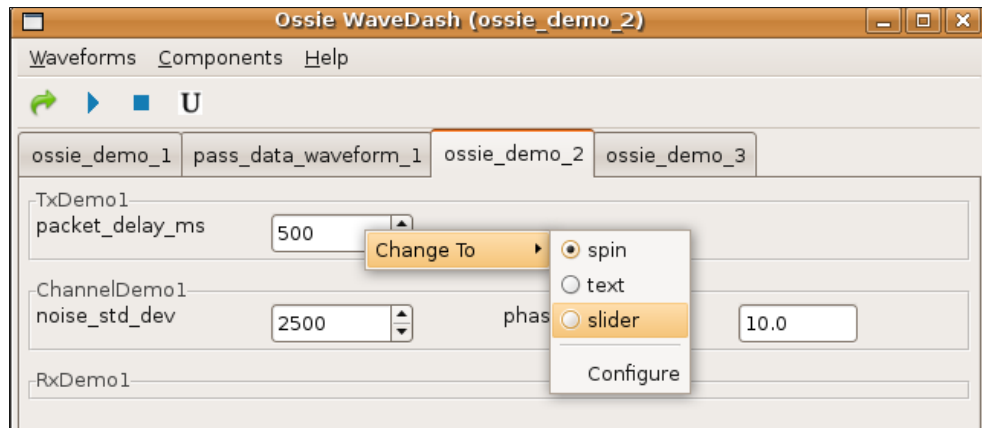 Ossie WaveDash (ossie_demo_2)
Waveforms Components Help
U
ossie_demo_1 pass_data_waveform_1 ossie_demo_2 ossie_demo_3
TxDemo1
packet_delay_ms 500
Change To
spin
text
slider
Configure
ChannelDemo1
noise_std_dev 2500 phas 10.0
RxDemo1